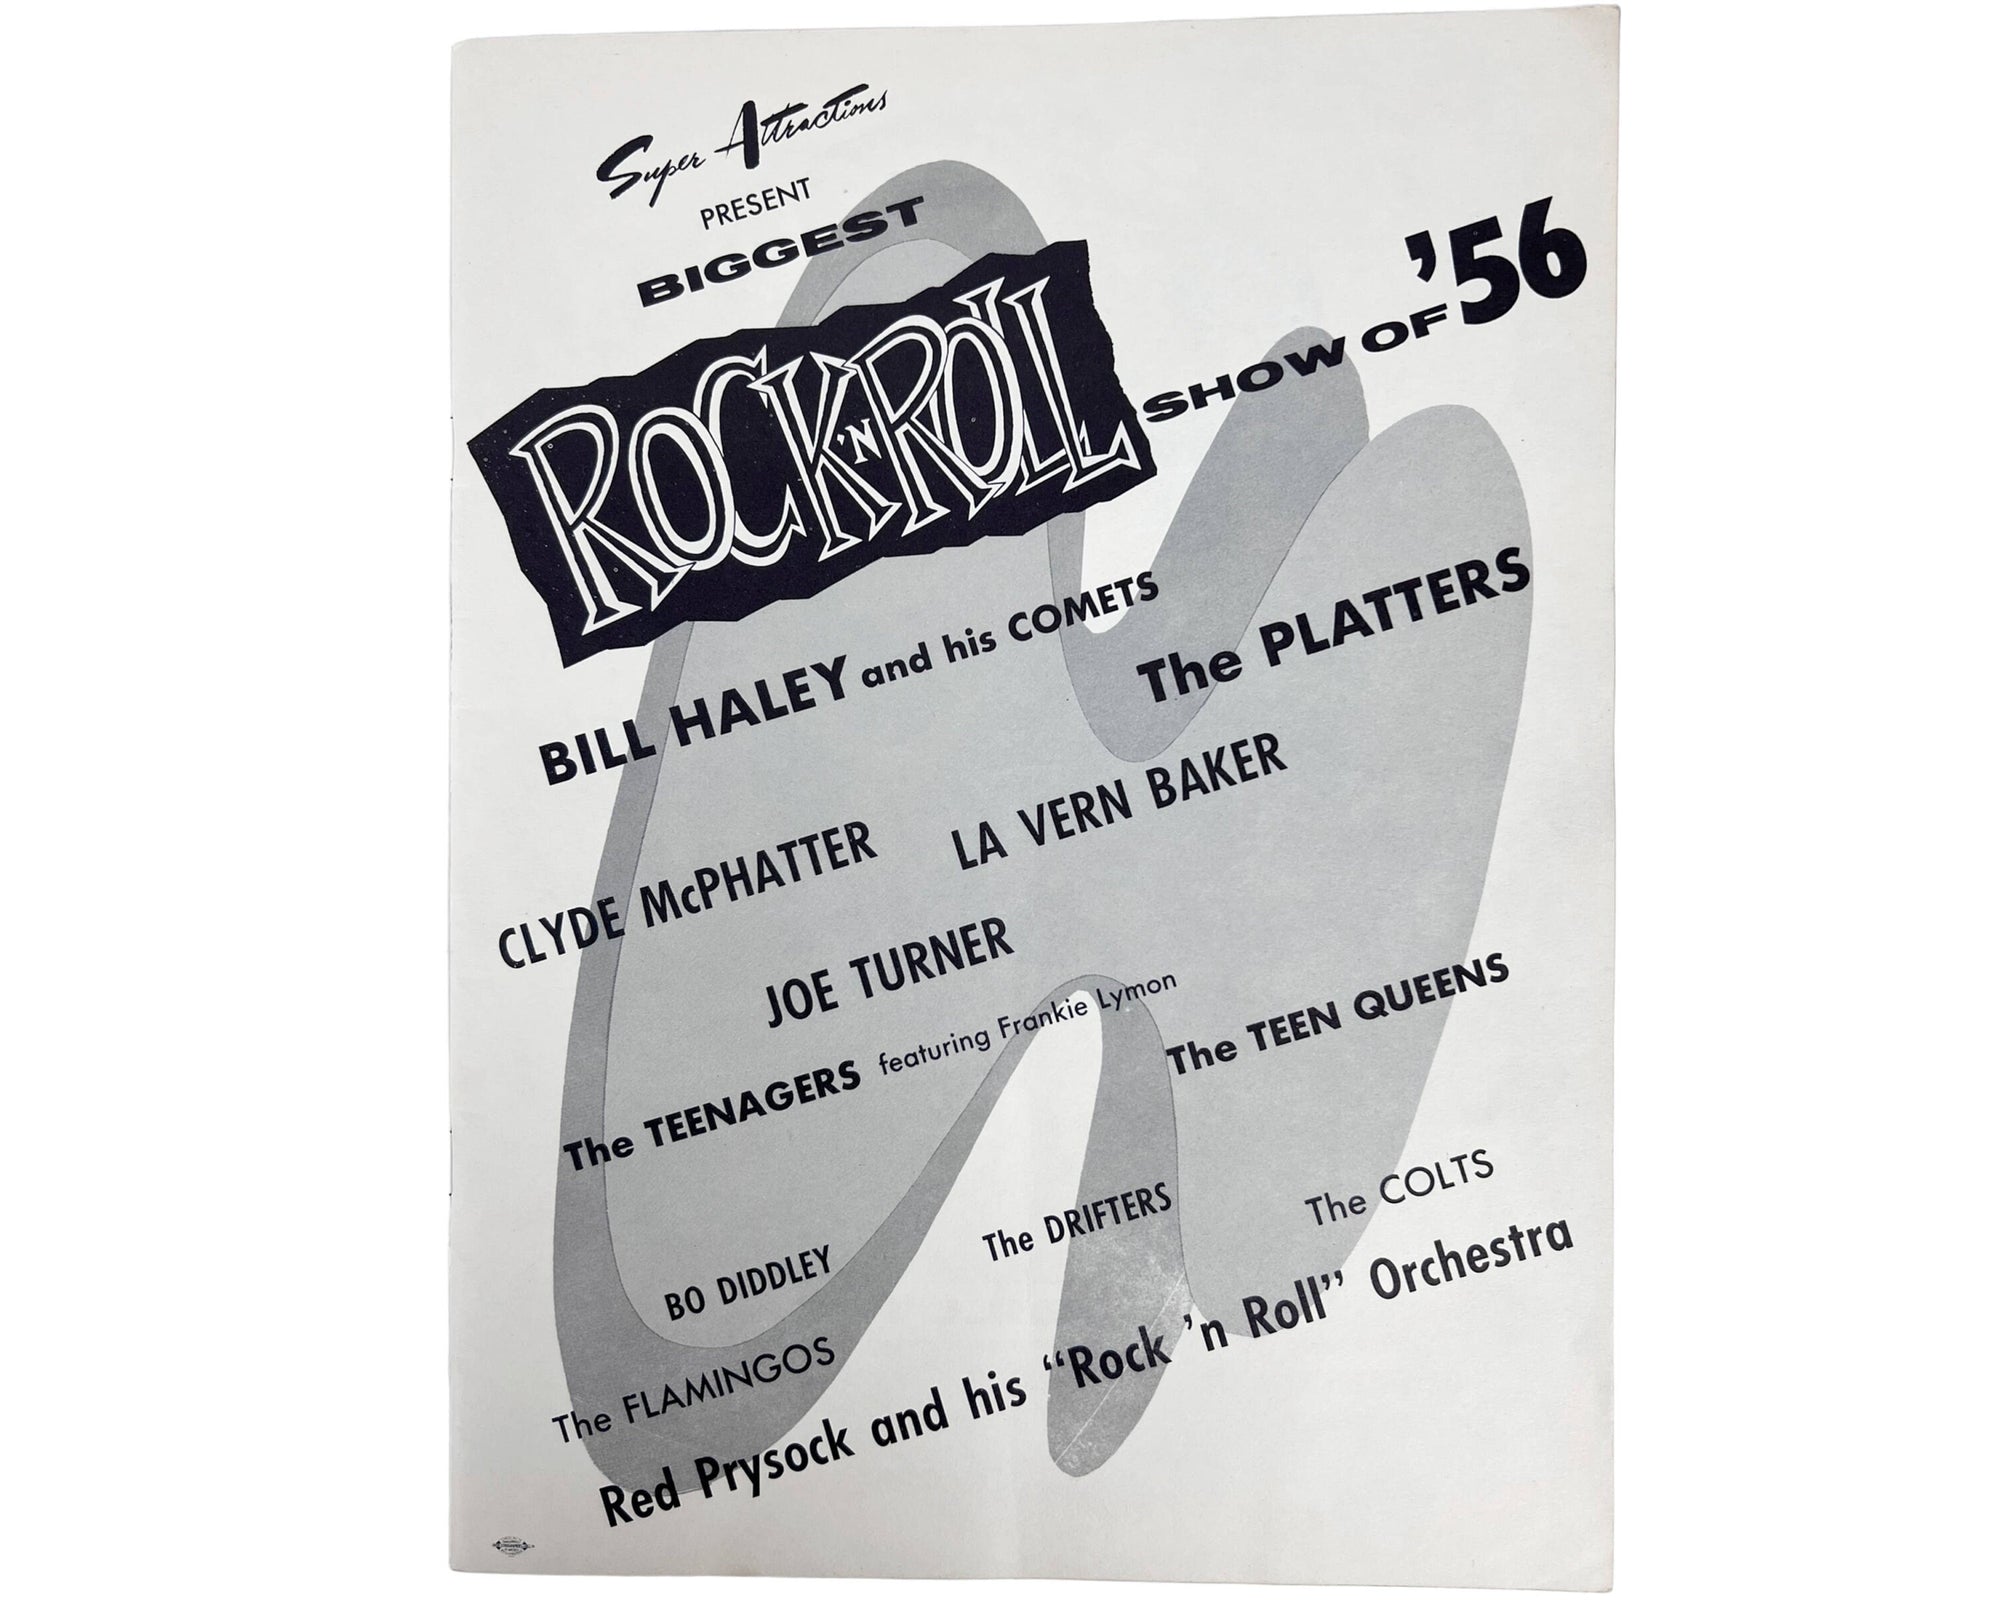 Super Attractions
PRESENT
BIGGEST
ROCK 'N ROLL
SHOW OF '56
BILL HALEY and his COMETS
The PLATTERS
CLYDE McPHATTER
LA VERN BAKER
JOE TURNER
The TEENAGERS featuring Frankie Lymon
The TEEN QUEENS
BO DIDDLEY
The DRIFTERS
The COLTS
The FLAMINGOS
Red Prysock and his “Rock 'n Roll” Orchestra